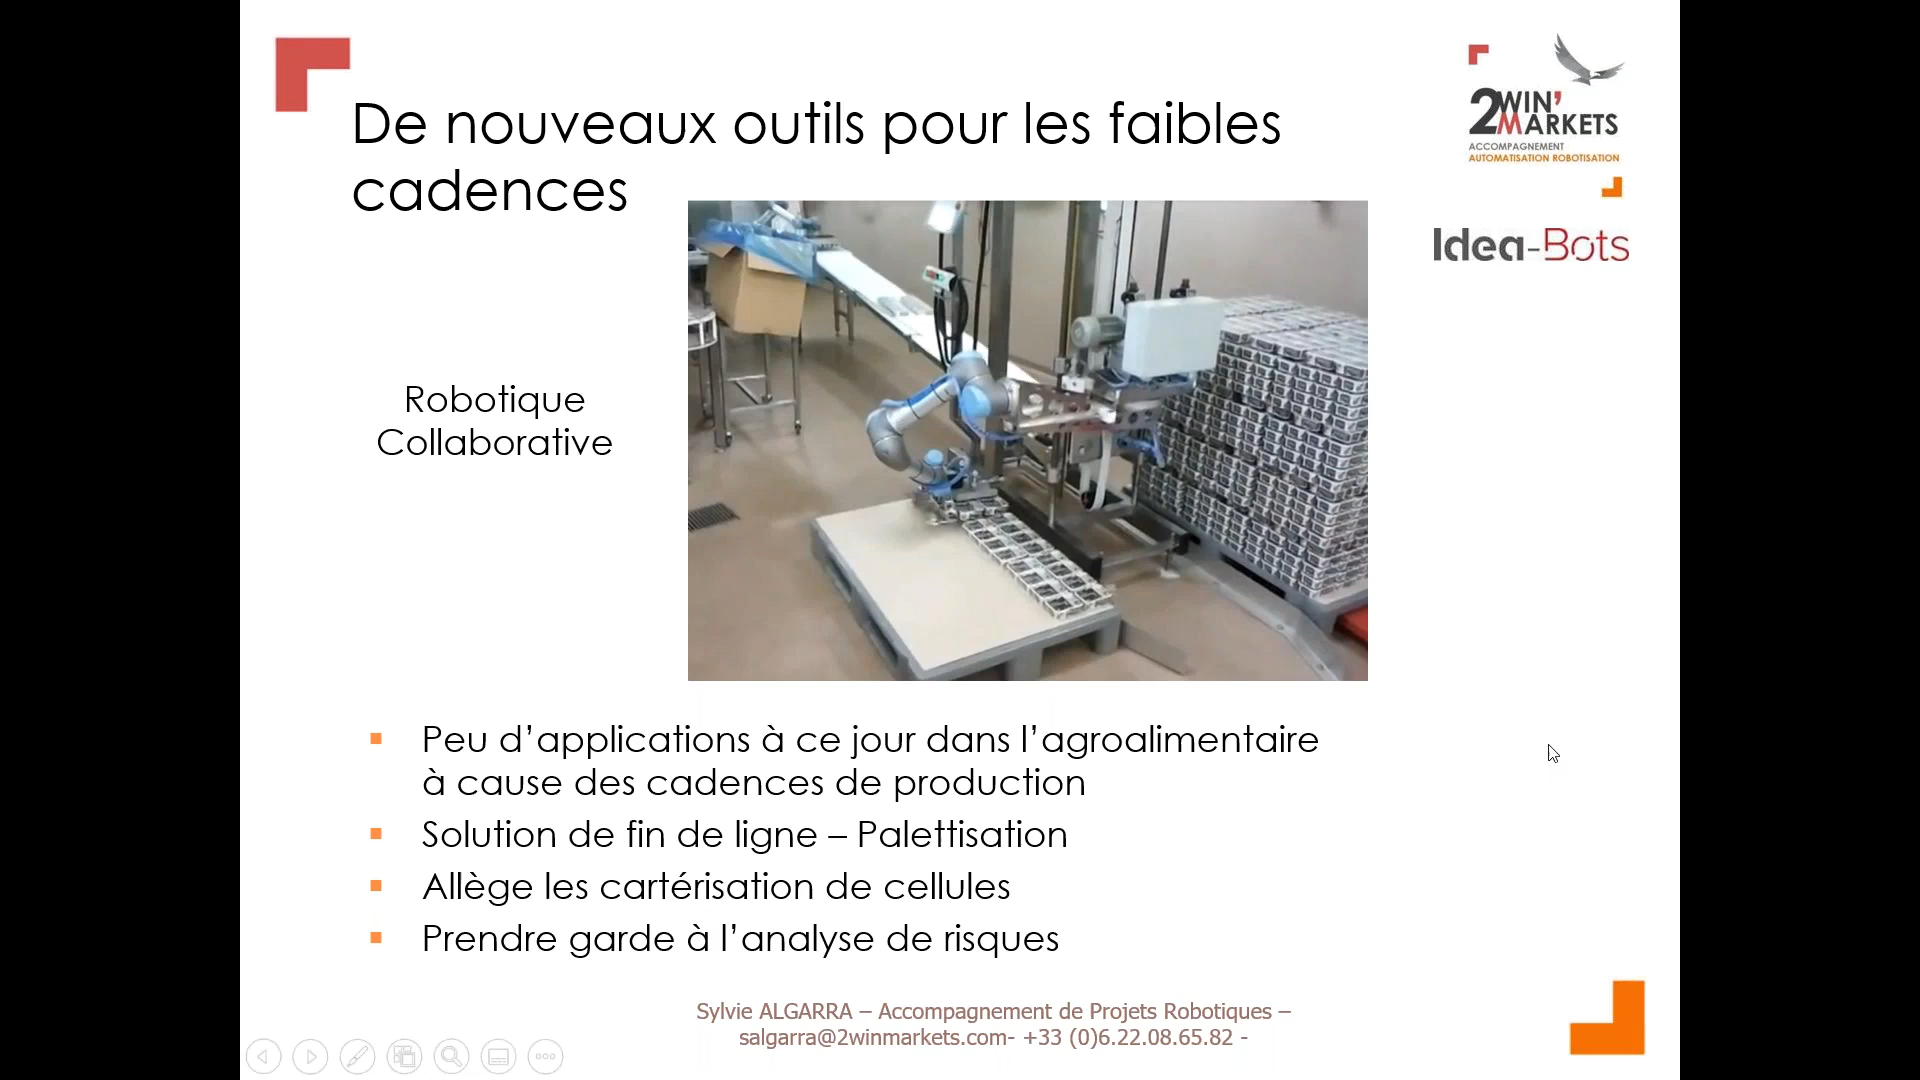 De nouveaux outils pour les faibles
cadences
2WIN'
MARKETS
ACCOMPAGNEMENT
AUTOMATISATION ROBOTISATION
Idea-Bots
Robotique
Collaborative
Peu d’applications à ce jour dans l’agroalimentaire
à cause des cadences de production
Solution de fin de ligne – Palettisation
Allège les cartérisation de cellules
Prendre garde à l’analyse de risques
Sylvie ALGARRA – Accompagnement de Projets Robotiques –
salgarra@2winmarkets.com- +33 (0)6.22.08.65.82 -